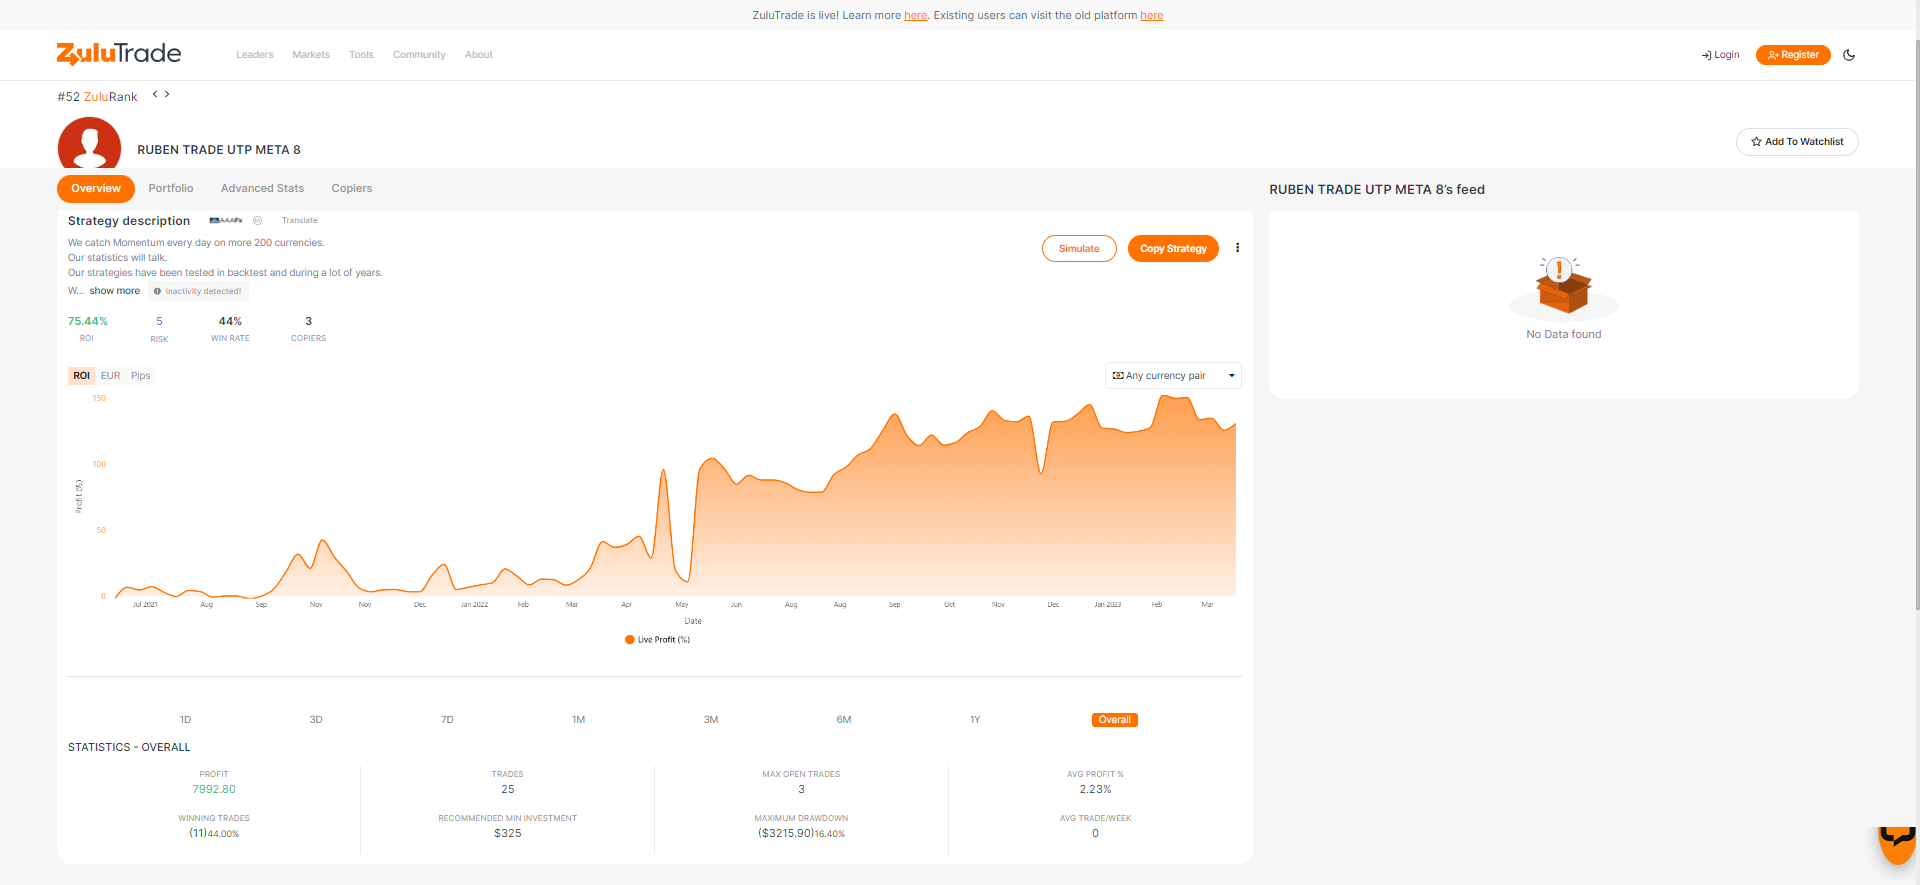 ZuluTrade is live! Learn more here. Existing users can visit the old platform here
ZuluTrade
Leaders Markets Tools Community About
Login Register
#52 ZuluRank
RUBEN TRADE UTP META 8
Add To Watchlist
Overview Portfolio Advanced Stats Copiers
RUBEN TRADE UTP META 8's feed
Strategy description AAAFx Translate
We catch Momentum every day on more 200 currencies.
Our statistics will talk.
Our strategies have been tested in backtest and during a lot of years.
W... show more Inactivity detected!
Simulate Copy Strategy
No Data found
75.44% 5 44% 3
ROI RISK WIN RATE COPIERS
ROI EUR Pips
Any currency pair
150
100
50
0
Profit (%)
Jul 2021 Aug Sep Nov Nov Dec Jan 2022 Feb Mar Apr May Jun Aug Aug Sep Oct Nov Dec Jan 2023 Feb Mar
Date
Live Profit (%)
1D 3D 7D 1M 3M 6M 1Y Overall
STATISTICS - OVERALL
PROFIT TRADES MAX OPEN TRADES AVG PROFIT %
7992.80 25 3 2.23%
WINNING TRADES RECOMMENDED MIN INVESTMENT MAXIMUM DRAWDOWN AVG TRADE/WEEK
(11)44.00% $325 ($3215.90)16.40% 0